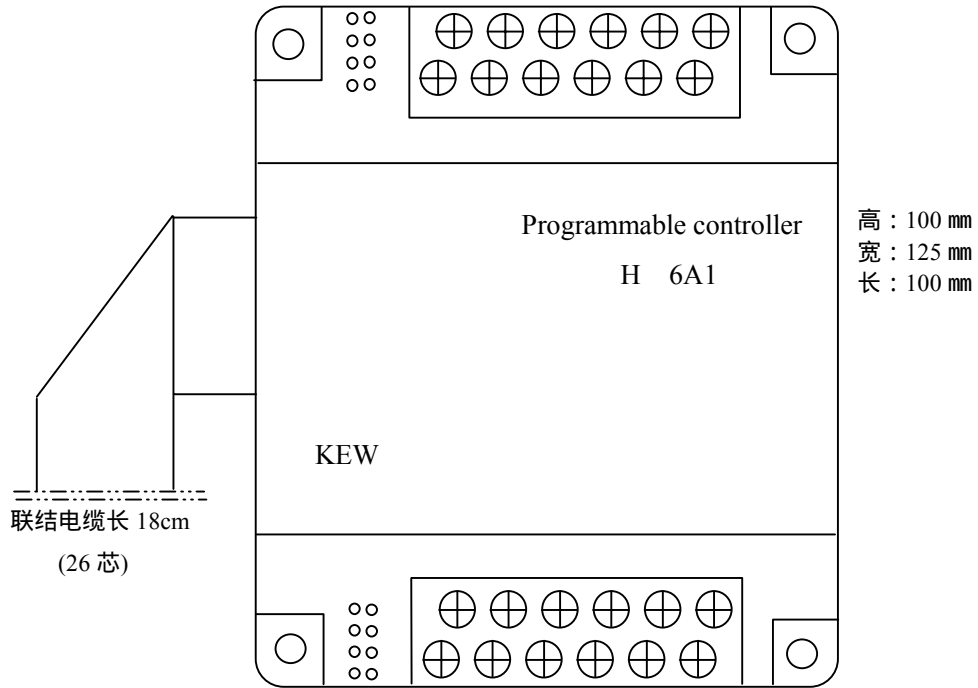 Programmable controller
H 6A1
高：100 ㎜
宽：125 ㎜
长：100 ㎜
KEW
联结电缆长 18cm
(26 芯)